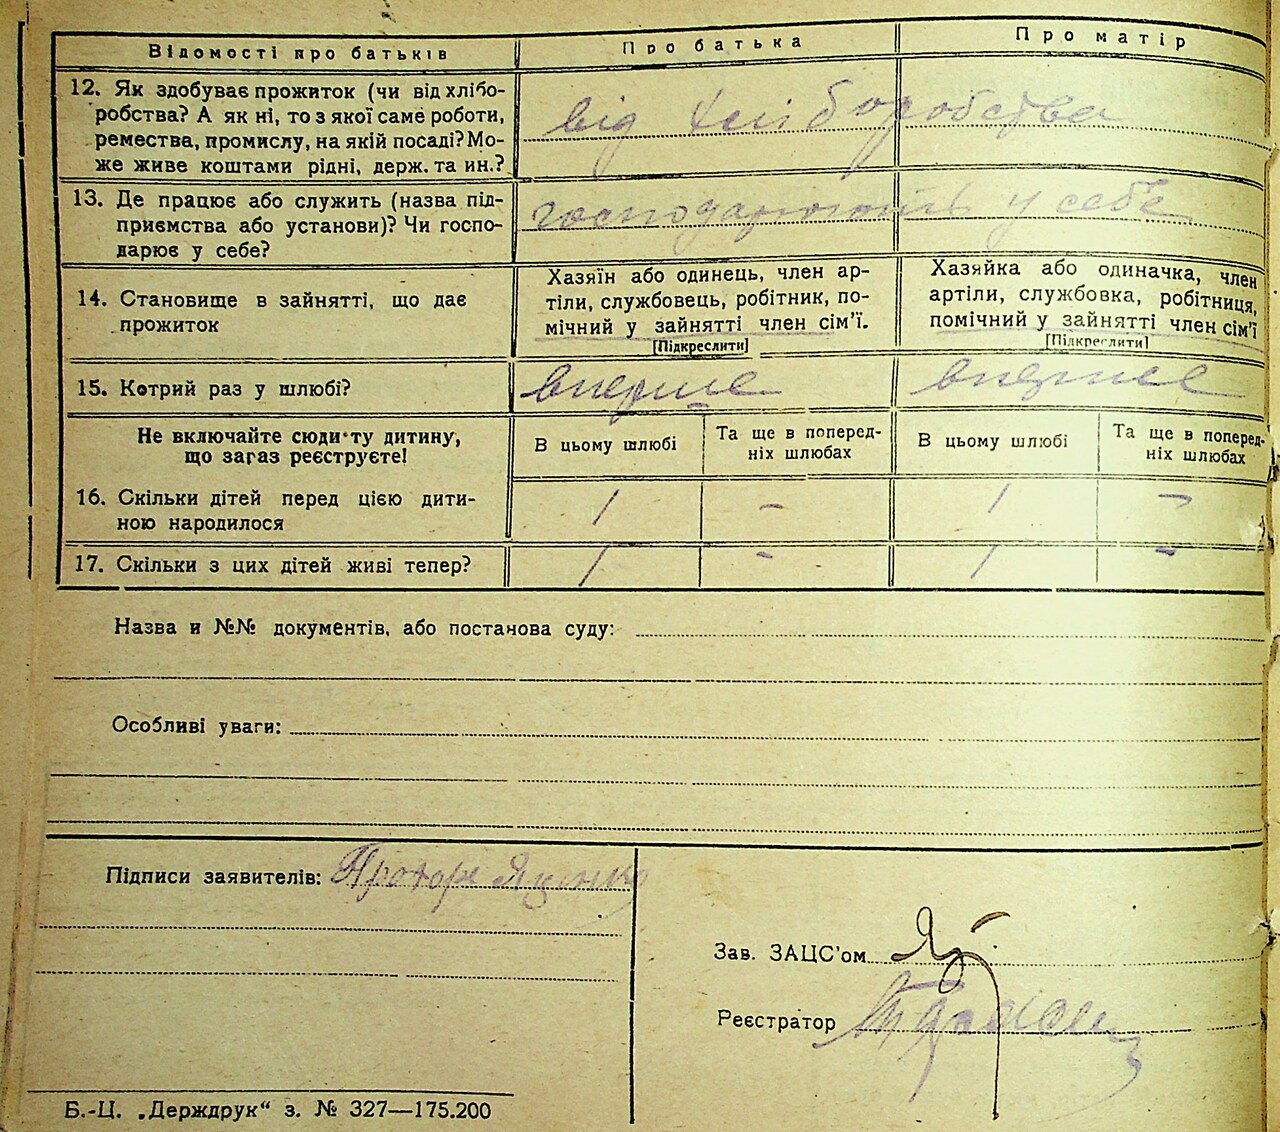 Відомості про батьків
Про батька
Про матір
12. Як здобуває прожиток (чи від хлібо-
робства? А як ні, то з якої саме роботи,
ремества, промислу, на якій посаді? Мо-
же живе коштами рідні, держ. та ин.?
від хліборобства
13. Де працює або служить (назва під-
приємства або установи)? Чи госпо-
дарює у себе?
господарюють у себе
14. Становище в зайнятті, що дає
прожиток
Хазяїн або одинець, член ар-
тіли, службовець, робітник, по-
мічний у зайнятті член сім'ї.
[Підкреслити]
Хазяйка або одиначка, член
артіли, службовка, робітниця,
помічний у зайнятті член сім'ї
[Підкреслити]
15. Котрий раз у шлюбі?
вперше
вперше
Не включайте сюди ту дитину,
що зараз реєструєте!
В цьому шлюбі
Та ще в поперед-
ніх шлюбах
В цьому шлюбі
Та ще в поперед-
ніх шлюбах
16. Скільки дітей перед цією дити-
ною народилося
1 - 1 -
17. Скільки з цих дітей живі тепер?
1 - 1 -
Назва и №№ документів, або постанова суду:
Особливі уваги:
Підписи заявителів:
Зав. ЗАЦС'ом
Реєстратор
Б.-Ц. „Держдрук“ з. № 327—175.200